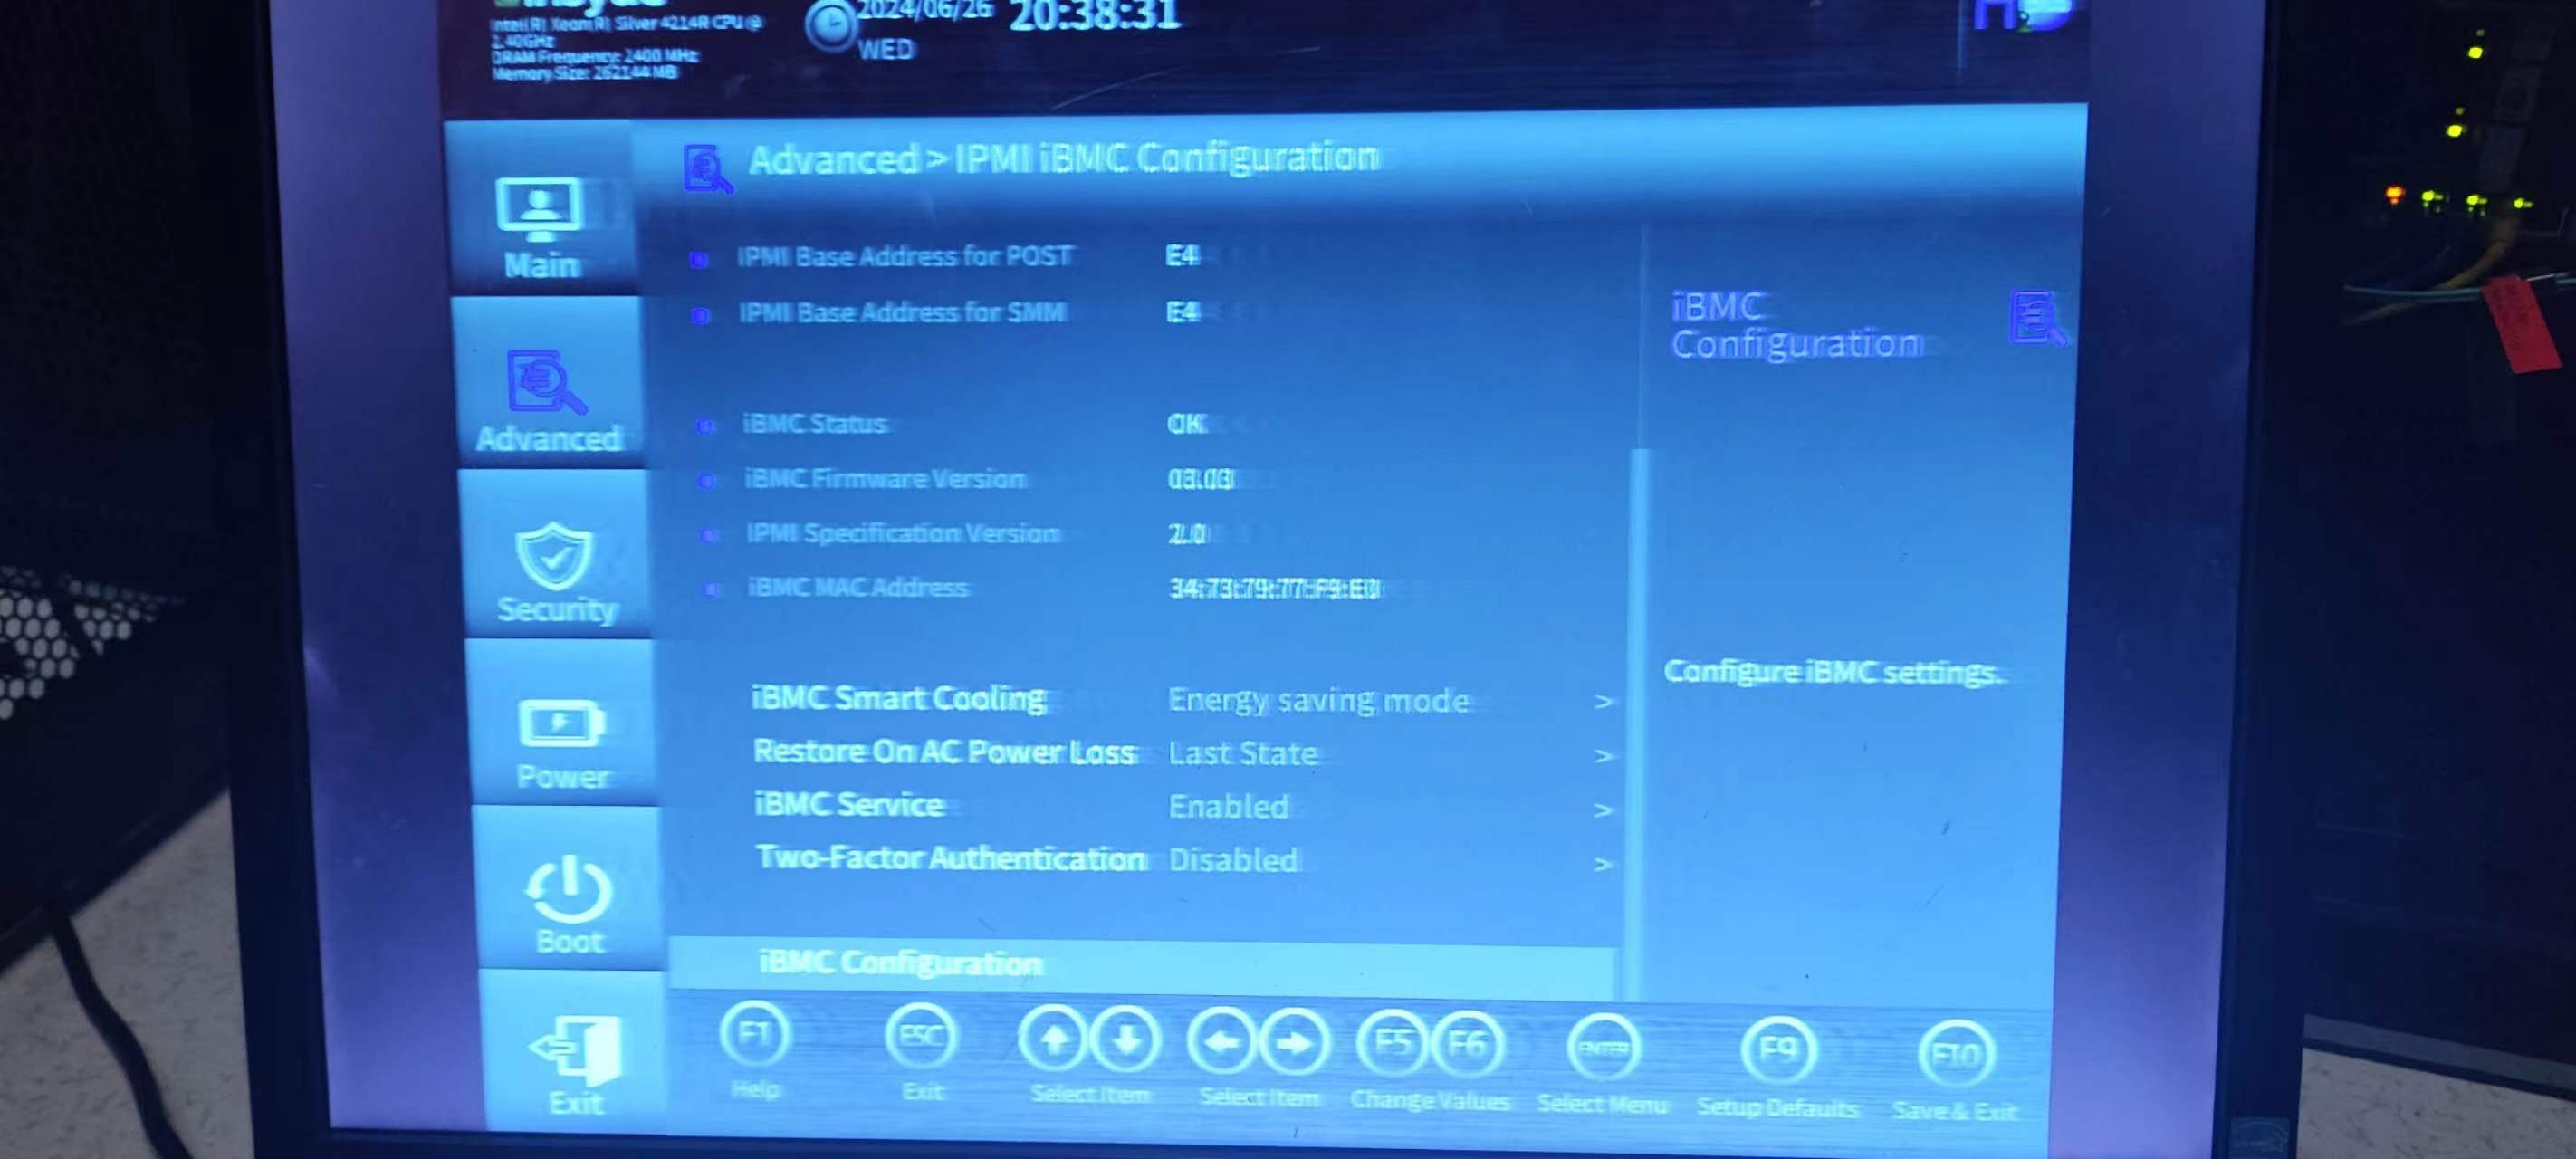 Insyde
Intel(R) Xeon(R) Silver 4214R CPU @
2.40GHz
DRAM Frequency: 2400 MHz
Memory Size: 262144 MB
2024/06/26 20:38:31
WED
Advanced > IPMI iBMC Configuration
Main
Advanced
Security
Power
Boot
Exit
IPMI Base Address for POST E4
IPMI Base Address for SMM E4
iBMC Status OK
iBMC Firmware Version 03.03
IPMI Specification Version 2.0
iBMC MAC Address 34:73:79:77:F9:E0
iBMC Smart Cooling Energy saving mode >
Restore On AC Power Loss Last State >
iBMC Service Enabled >
Two-Factor Authentication Disabled >
iBMC Configuration
iBMC
Configuration
Configure iBMC settings.
F1 ESC F5 F6 ENTER F9 F10
Help Exit Select Item Select Item Change Values Select Menu Setup Defaults Save & Exit